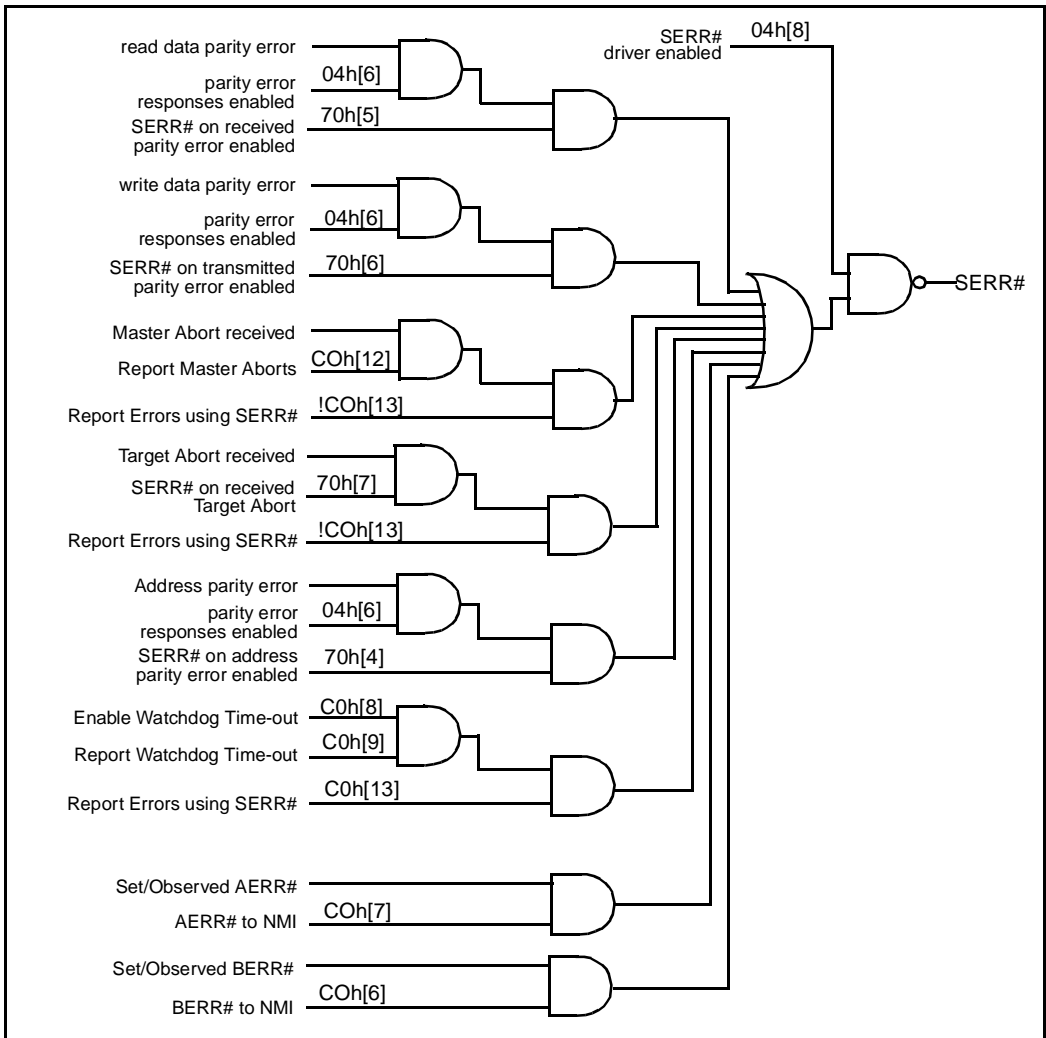 SERR#
driver enabled
04h[8]
read data parity error
parity error
responses enabled
04h[6]
SERR# on received
parity error enabled
70h[5]
write data parity error
parity error
responses enabled
04h[6]
SERR# on transmitted
parity error enabled
70h[6]
SERR#
Master Abort received
Report Master Aborts
COh[12]
Report Errors using SERR#
!COh[13]
Target Abort received
SERR# on received
Target Abort
70h[7]
Report Errors using SERR#
!COh[13]
Address parity error
parity error
responses enabled
04h[6]
SERR# on address
parity error enabled
70h[4]
Enable Watchdog Time-out
C0h[8]
Report Watchdog Time-out
C0h[9]
Report Errors using SERR#
C0h[13]
Set/Observed AERR#
AERR# to NMI
COh[7]
Set/Observed BERR#
BERR# to NMI
COh[6]